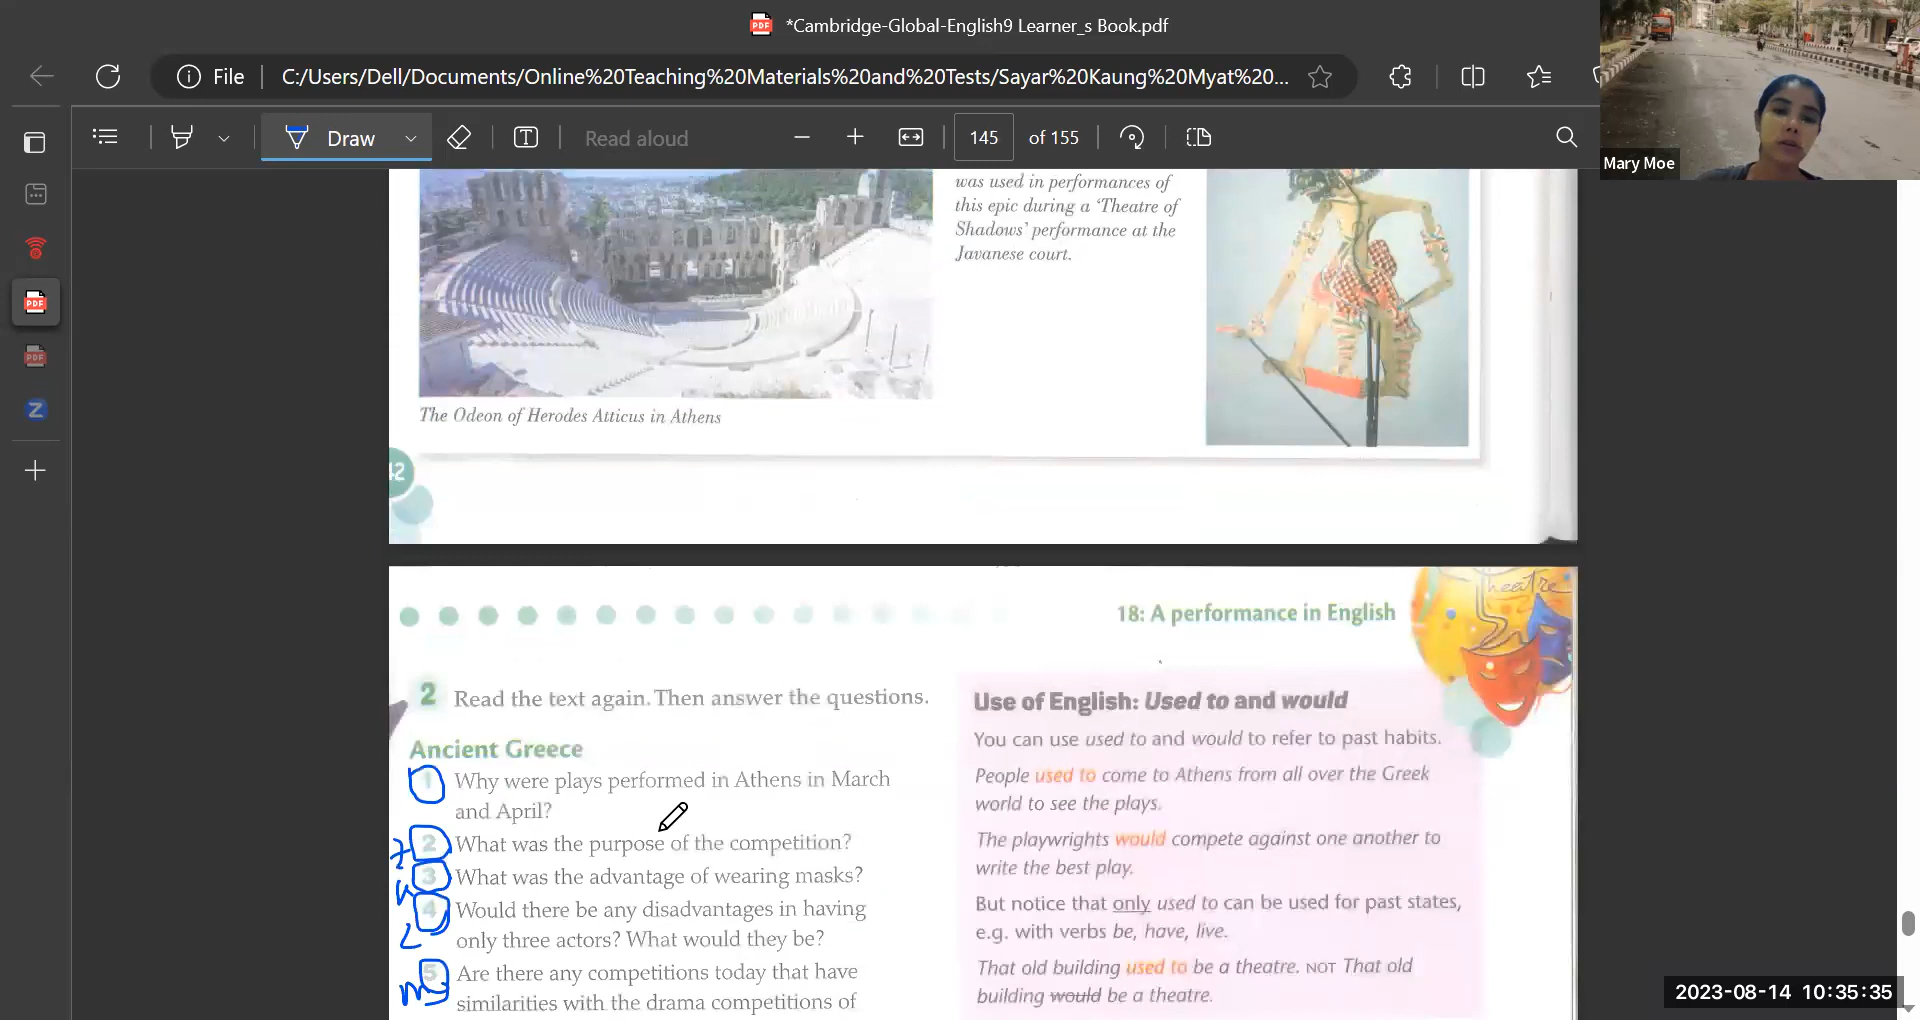 *Cambridge-Global-English9 Learner_s Book.pdf
File
C:/Users/Dell/Documents/Online%20Teaching%20Materials%20and%20Tests/Sayar%20Kaung%20Myat%20...
Draw
Read aloud
145
of 155
Mary Moe
was used in performances of
this epic during a ‘Theatre of
Shadows’ performance at the
Javanese court.
The Odeon of Herodes Atticus in Athens
18: A performance in English
Theatre
2 Read the text again. Then answer the questions.
Ancient Greece
1 Why were plays performed in Athens in March
and April?
2 What was the purpose of the competition?
3 What was the advantage of wearing masks?
4 Would there be any disadvantages in having
only three actors? What would they be?
5 Are there any competitions today that have
similarities with the drama competitions of
Use of English: Used to and would
You can use used to and would to refer to past habits.
People used to come to Athens from all over the Greek
world to see the plays.
The playwrights would compete against one another to
write the best play.
But notice that only used to can be used for past states,
e.g. with verbs be, have, live.
That old building used to be a theatre. NOT That old
building would be a theatre.
2023-08-14 10:35:35